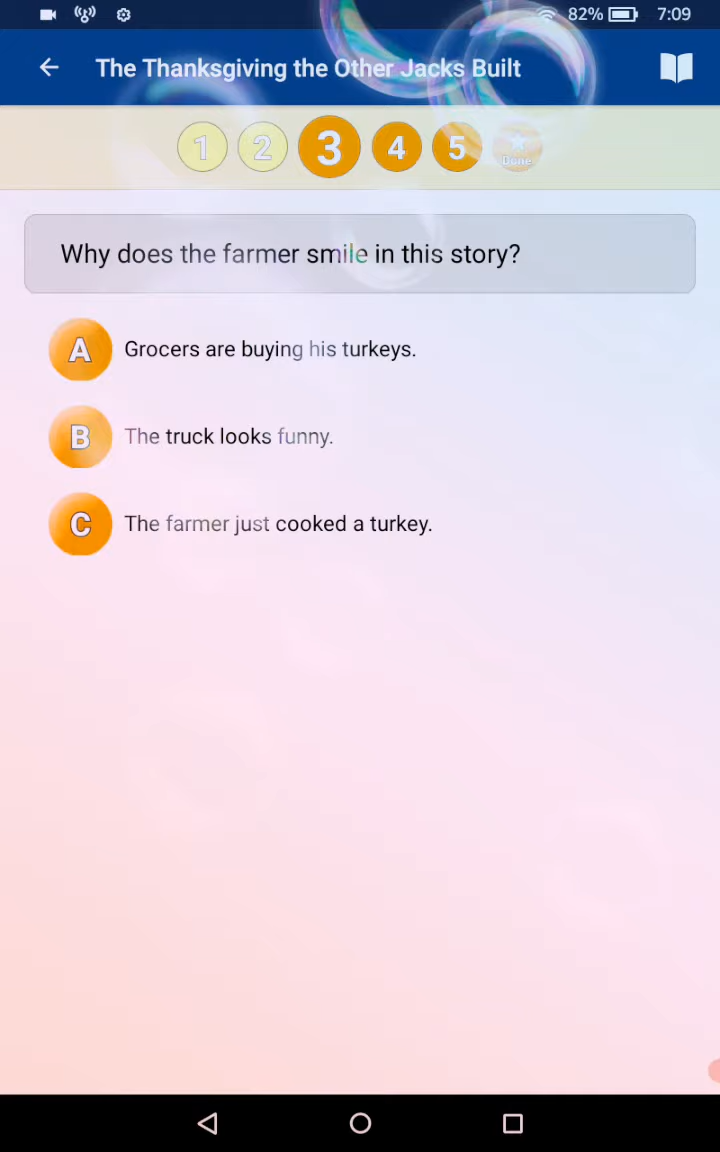 82% 7:09
The Thanksgiving the Other Jacks Built
1 2 3 4 5 Done
Why does the farmer smile in this story?
A Grocers are buying his turkeys.
B The truck looks funny.
C The farmer just cooked a turkey.